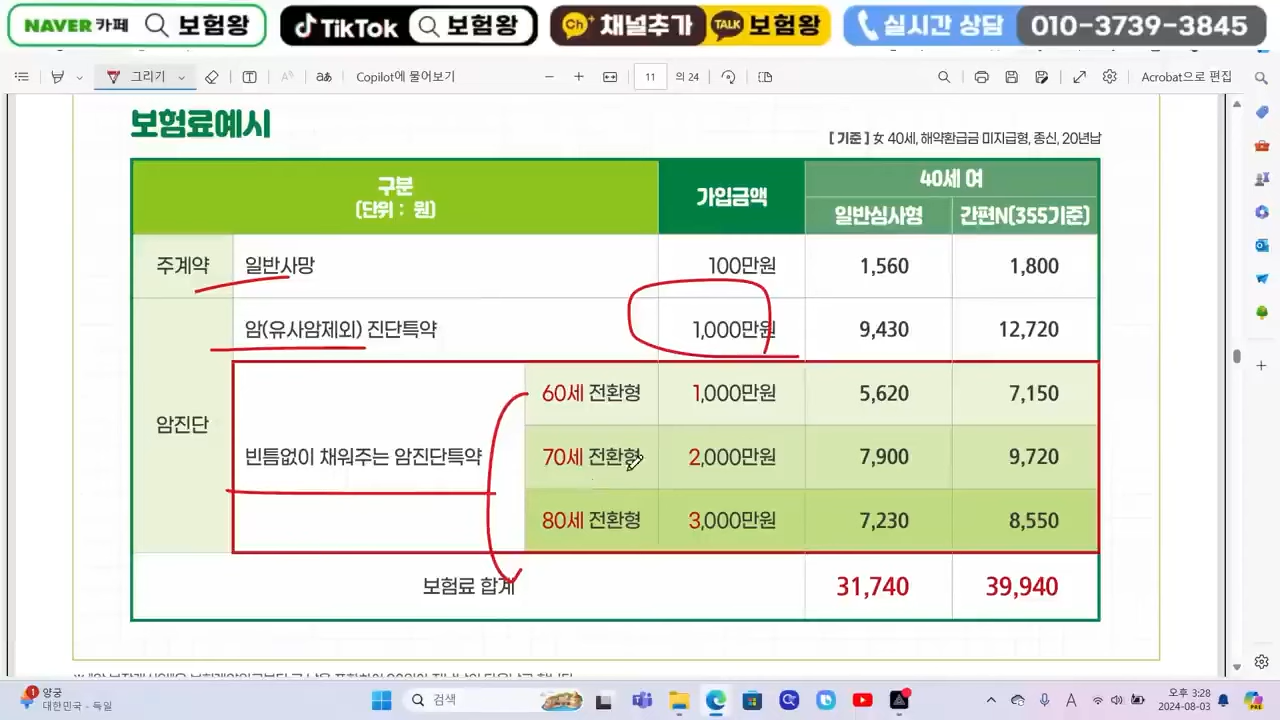 NAVER 카페 보험왕 TikTok 보험왕 Ch+ 채널추가 TALK 보험왕 실시간 상담 010-3739-3845
그리기 Copilot에 물어보기 11 의 24 Acrobat으로 편집
보험료예시
[ 기준 ] 女 40세, 해약환급금 미지급형, 종신, 20년납
구분
(단위 : 원)
가입금액
40세 여
일반심사형 간편N(355기준)
주계약 일반사망 100만원 1,560 1,800
암(유사암제외) 진단특약 1,000만원 9,430 12,720
암진단
빈틈없이 채워주는 암진단특약
60세 전환형 1,000만원 5,620 7,150
70세 전환형 2,000만원 7,900 9,720
80세 전환형 3,000만원 7,230 8,550
보험료 합계 31,740 39,940
1 양궁
대한민국 - 독일
검색
A
오후 3:28
2024-08-03